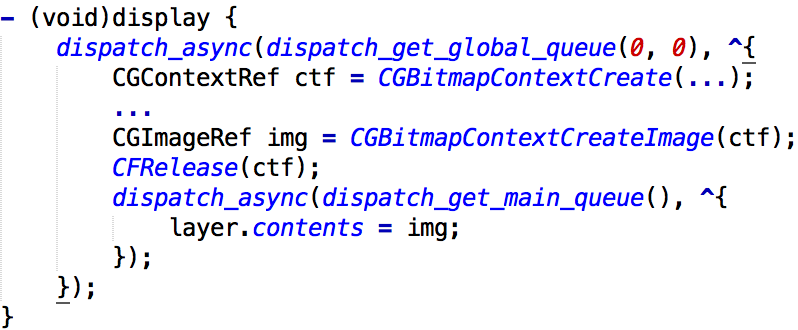 - (void)display {
    dispatch_async(dispatch_get_global_queue(0, 0), ^{
        CGContextRef ctf = CGBitmapContextCreate(...);
        ...
        CGImageRef img = CGBitmapContextCreateImage(ctf);
        CFRelease(ctf);
        dispatch_async(dispatch_get_main_queue(), ^{
            layer.contents = img;
        });
    });
}